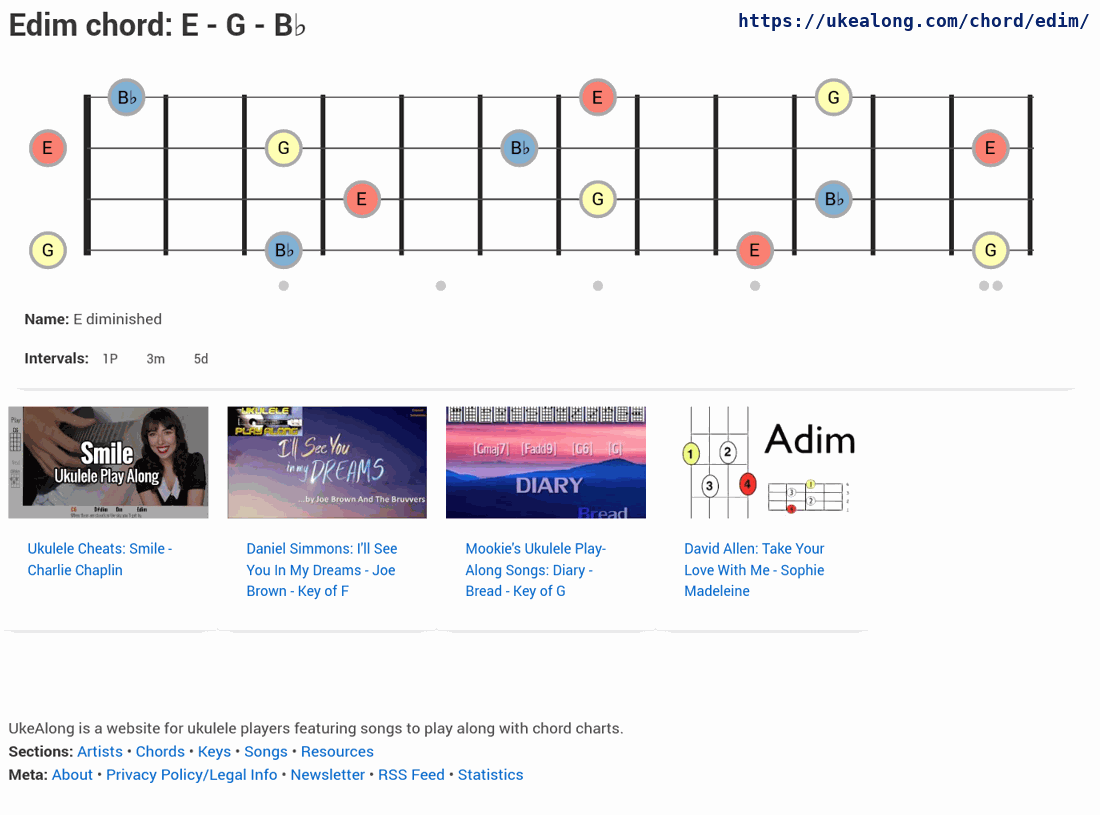 Edim chord: E - G - B♭
https://ukealong.com/chord/edim/
B♭ E G
E G B♭ E
E G B♭
G B♭ E G
Name: E diminished
Intervals: 1P 3m 5d
Smile
Ukulele Play Along
UKULELE
PLAY ALONG
I'll See You
in my DREAMS
...by Joe Brown And The Bruvvers
[Gmaj7] [Fadd9] [G6] [G]
DIARY
Bread
Adim
1 2
3 4
Ukulele Cheats: Smile -
Charlie Chaplin
Daniel Simmons: I'll See
You In My Dreams - Joe
Brown - Key of F
Mookie's Ukulele Play-
Along Songs: Diary -
Bread - Key of G
David Allen: Take Your
Love With Me - Sophie
Madeleine
UkeAlong is a website for ukulele players featuring songs to play along with chord charts.
Sections: Artists • Chords • Keys • Songs • Resources
Meta: About • Privacy Policy/Legal Info • Newsletter • RSS Feed • Statistics